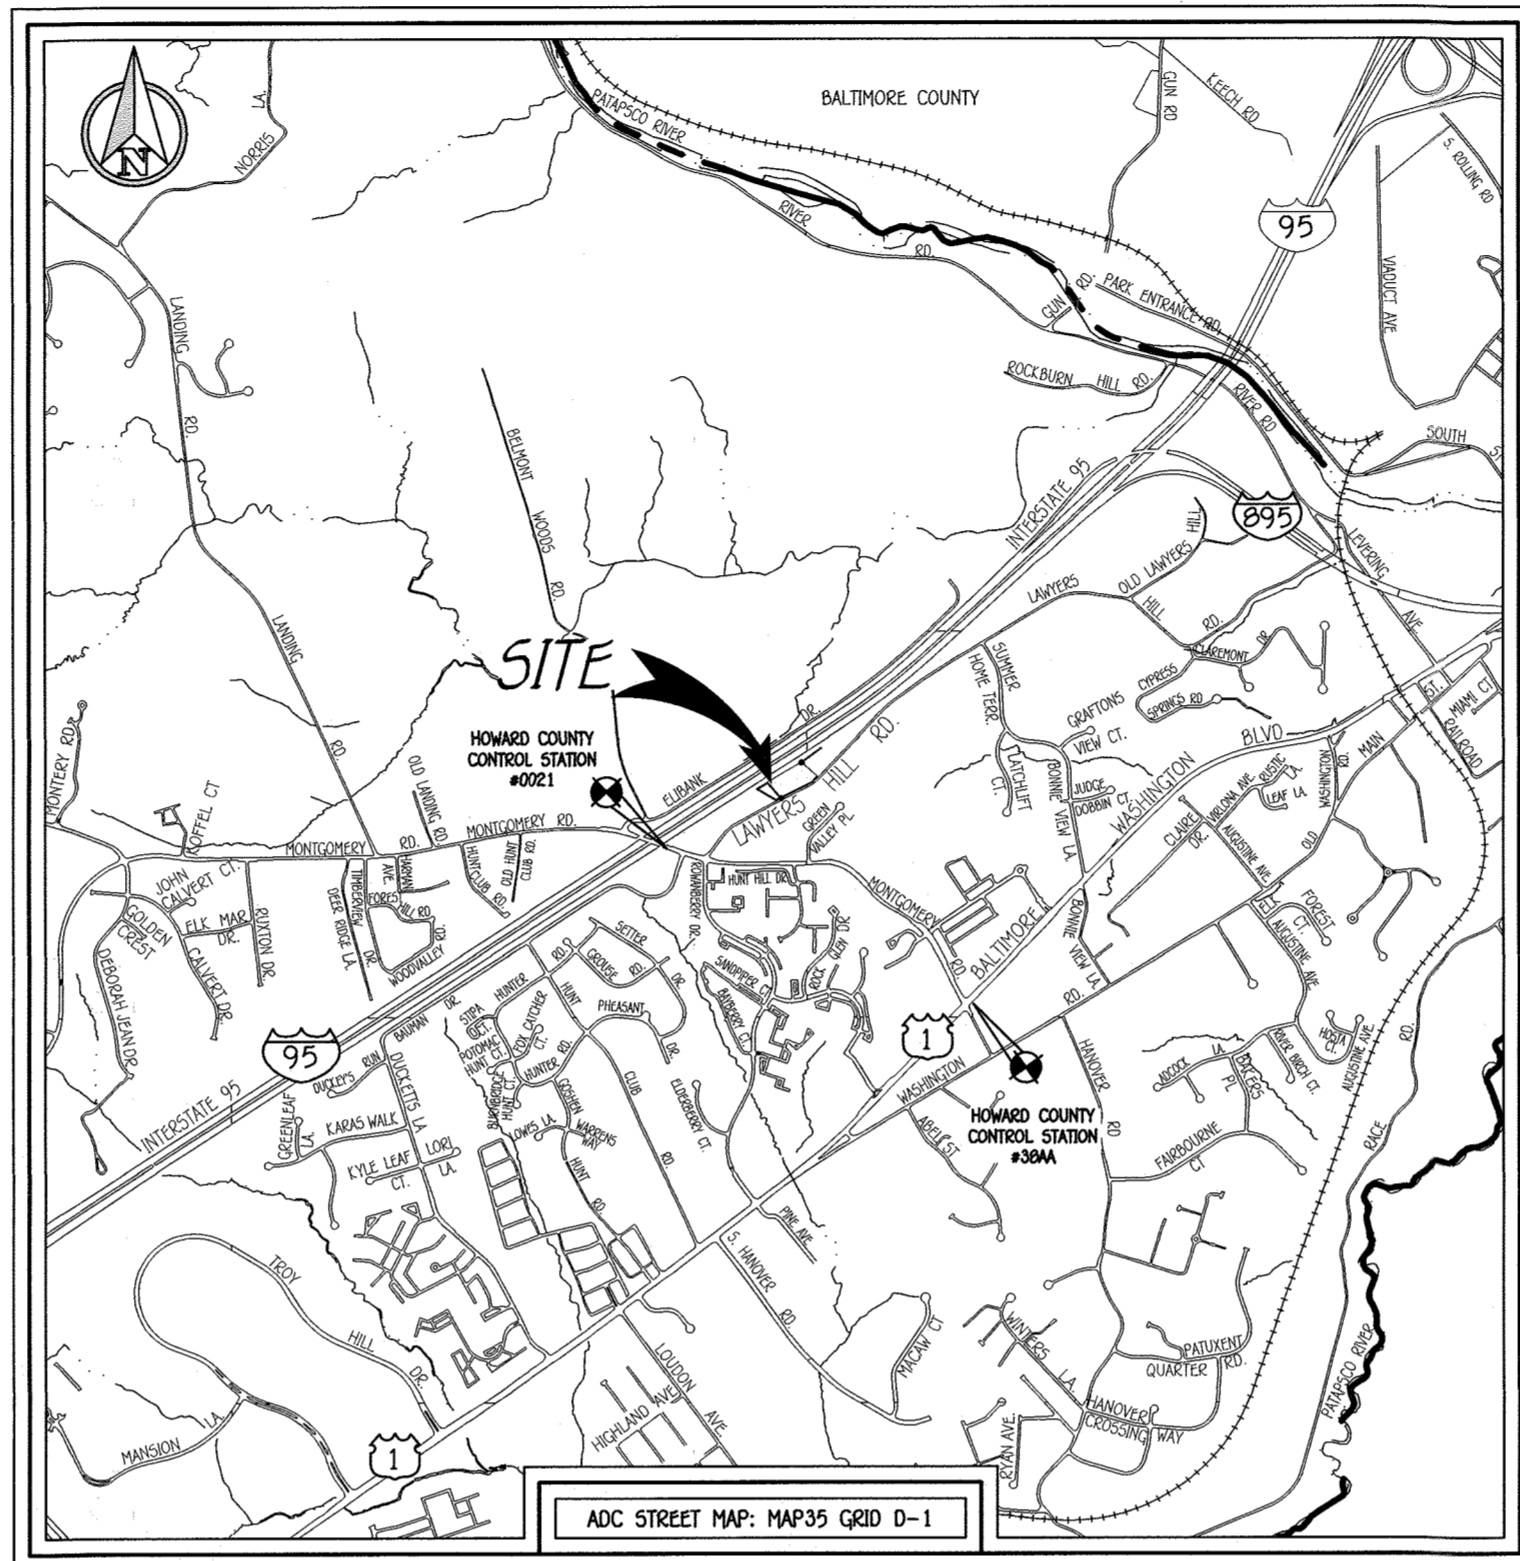 BALTIMORE COUNTY
GUN RD
KEECH RD
S. ROLLING RD
NORRIS LA.
PATAPSCO RIVER
RIVER RD.
95
VIADUCT AVE
N
GUN RD.
PARK ENTRANCE RD.
LANDING RD.
ROCKBURN HILL RD.
RIVER RD
SOUTH ST
BELMONT WOODS RD.
INTERSTATE 95
895
LEVERING AVE.
OLD LAWYERS HILL
LAWYERS HILL RD.
LANDING RD.
SITE
SUMMER HOME TERR.
CLAREMONT DR
CYPRESS SPRINGS RD
HOWARD COUNTY
CONTROL STATION
#0021
ELIBANK DR.
LAWYERS HILL RD.
GRAFTONS VIEW CT.
LATCHLIFT CT.
BONNIE VIEW LA.
JUDGE DOBBIN CT.
WASHINGTON BLVD
ST.
MIAMI CT
RAILROAD
MAIN
OLD WASHINGTON RD.
RUSTIC LA.
LEAF LA.
VIRLONA AVE.
CLAIRE DR.
AUGUSTINE AVE.
MONTERY RD.
KOFFEL CT
OLD LANDING RD.
MONTGOMERY RD.
MONTGOMERY RD.
GREEN VALLEY PL
JOHN CALVERT CT.
GOLDEN CREST
ELK MAR DR.
RUXTON DR.
CALVERT DR.
DEBORAH JEAN DR.
TIMBERVIEW DR.
DEER RIDGE LA.
HARMAN AVE.
FOREST HILL RD
WOODVALLEY RD.
HUNTCLUB RD.
OLD HUNT CLUB RD.
ROWANBERRY DR.
HUNT HILL DR.
MONTGOMERY RD.
ROCK GLEN DR.
SANDPIPER CT
BAYBERRY CT.
BALTIMORE
BONNIE VIEW LA.
ELK FOREST CT.
AUGUSTINE AVE.
SETTER DR.
GROUSE RD.
HUNTER RD.
HUNT CLUB RD.
PHEASANT DR.
BAUMAN DR.
STIPA CT.
POTOMAC HUNT CT.
FOX CATCHER CT.
HUNTER RD.
BURNBRIDGE HUNT CT.
GOSHEN HUNT RD.
LOWES LA.
WARRENS WAY
ELDERBERRY CT.
95
INTERSTATE 95
DUCKEY'S RUN
DUCKETTS LA
GREENLEAF LA.
KARAS WALK
KYLE LEAF CT.
LORI LA.
1
WASHINGTON RD.
HOWARD COUNTY
CONTROL STATION
#38AA
ABEL ST
HANOVER RD
ADCOCK LA
BAKERS PL
RIVER BIRCH CT.
HOSTA CT.
AUGUSTINE AVE
RACE RD.
FAIRBOURNE CT
PINE AVE
S. HANOVER RD.
TROY HILL DR.
MANSION LA.
1
LOUDON AVE.
HIGHLAND AVE.
MACAW CT
WINTERS LA.
PATUXENT QUARTER RD.
HANOVER CROSSING WAY
RYAN AVE.
PATAPSCO RIVER
ADC STREET MAP: MAP35 GRID D-1